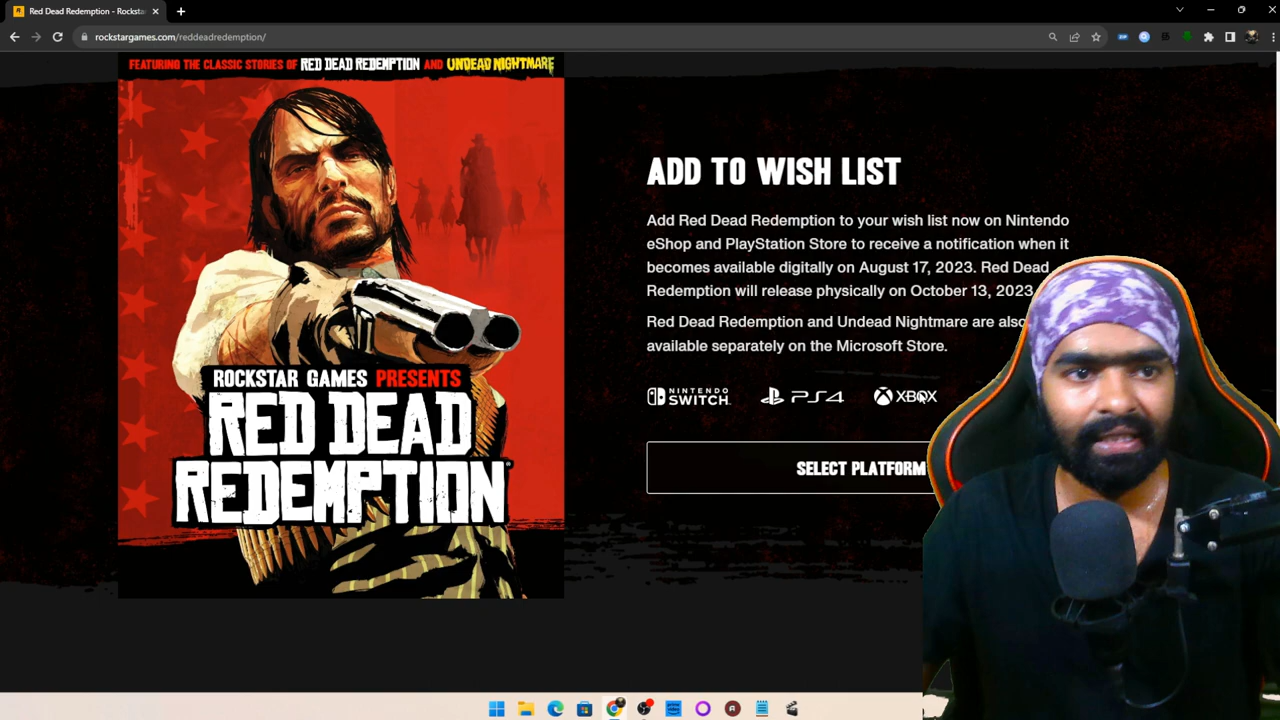 Red Dead Redemption - Rocksta
rockstargames.com/reddeadredemption/
FEATURING THE CLASSIC STORIES OF RED DEAD REDEMPTION AND UNDEAD NIGHTMARE
ROCKSTAR GAMES PRESENTS
RED DEAD
REDEMPTION®
ADD TO WISH LIST
Add Red Dead Redemption to your wish list now on Nintendo
eShop and PlayStation Store to receive a notification when it
becomes available digitally on August 17, 2023. Red Dead
Redemption will release physically on October 13, 2023
Red Dead Redemption and Undead Nightmare are also
available separately on the Microsoft Store.
NINTENDO
SWITCH
PS4
XBOX
SELECT PLATFORM